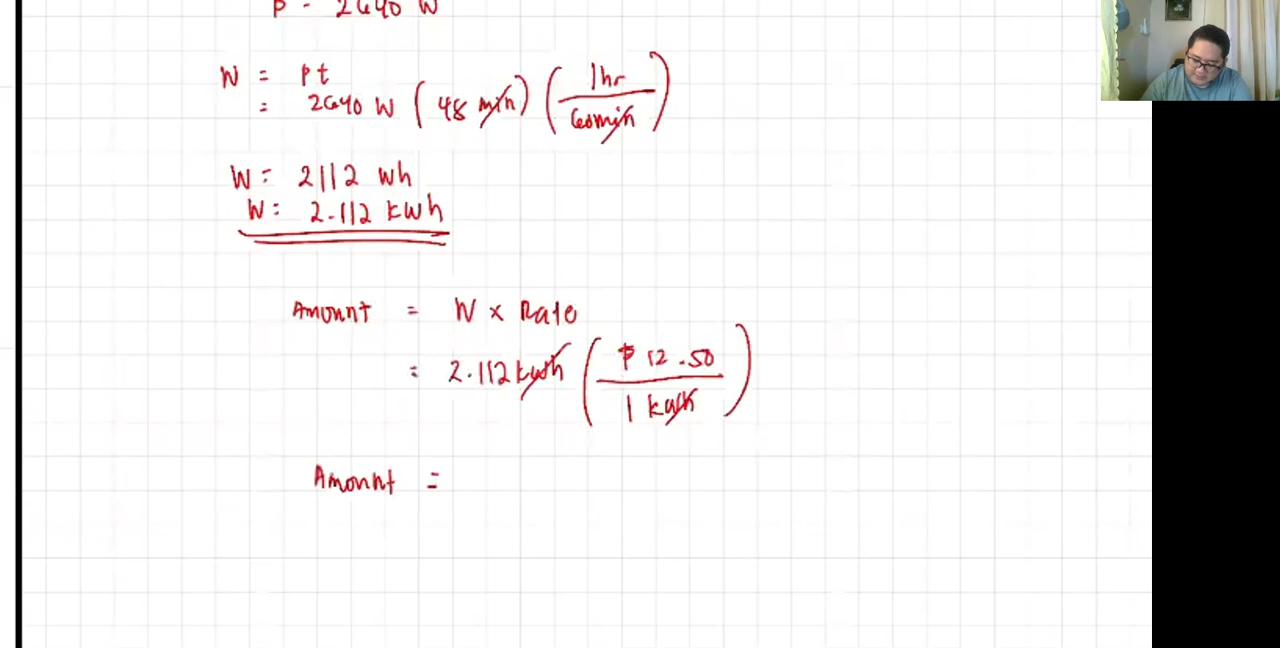 P = 2640 W
W = Pt
= 2640 W (48 min) (1hr / 60min)
W = 2112 Wh
W = 2.112 kWh
Amount = W x Rate
= 2.112 kWh (₱ 12.50 / 1 kWh)
Amount =